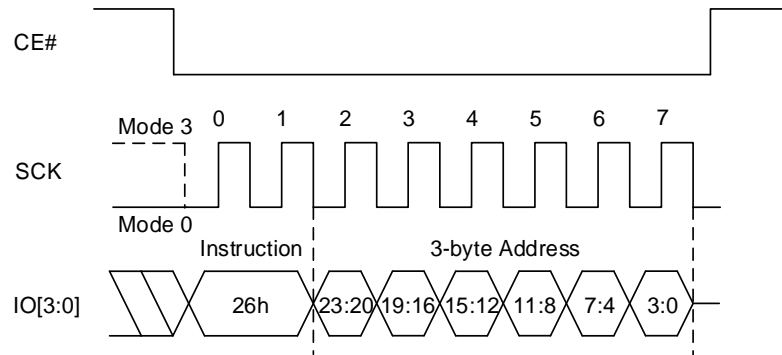 CE#
SCK
Mode 3
0 1 2 3 4 5 6 7
Mode 0
Instruction 3-byte Address
IO[3:0]
26h 23:20 19:16 15:12 11:8 7:4 3:0